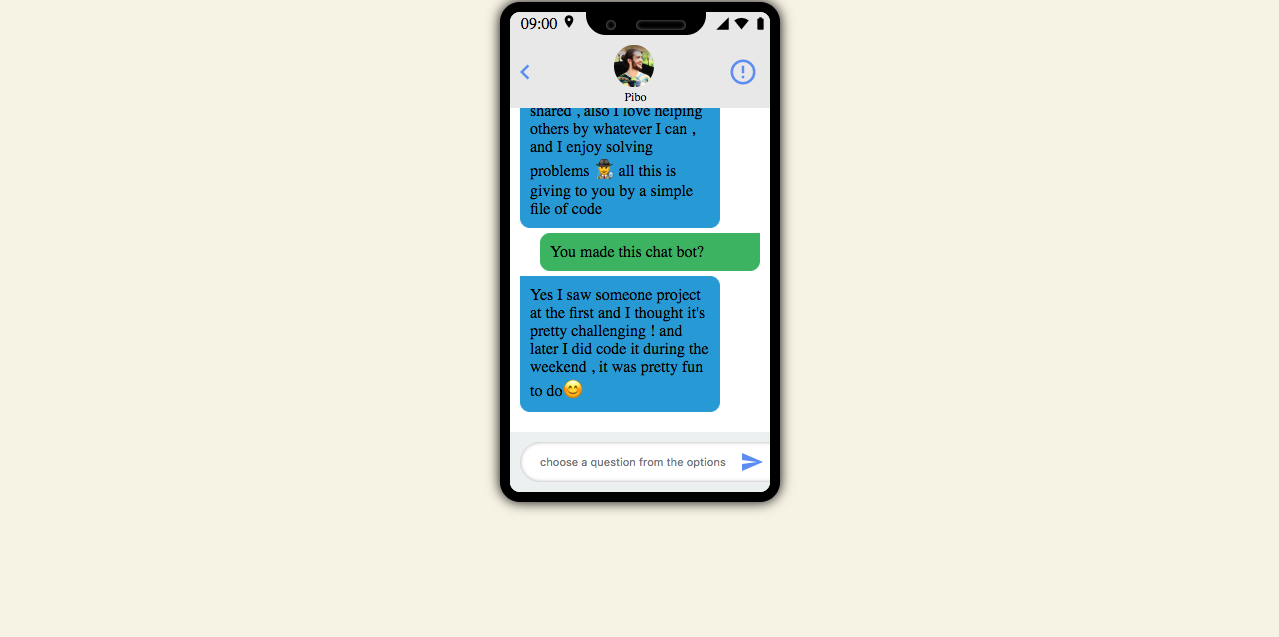 09:00
Pibo
shared , also I love helping
others by whatever I can ,
and I enjoy solving
problems 🕵 all this is
giving to you by a simple
file of code
You made this chat bot?
Yes I saw someone project
at the first and I thought it's
pretty challenging ! and
later I did code it during the
weekend , it was pretty fun
to do😊
choose a question from the options